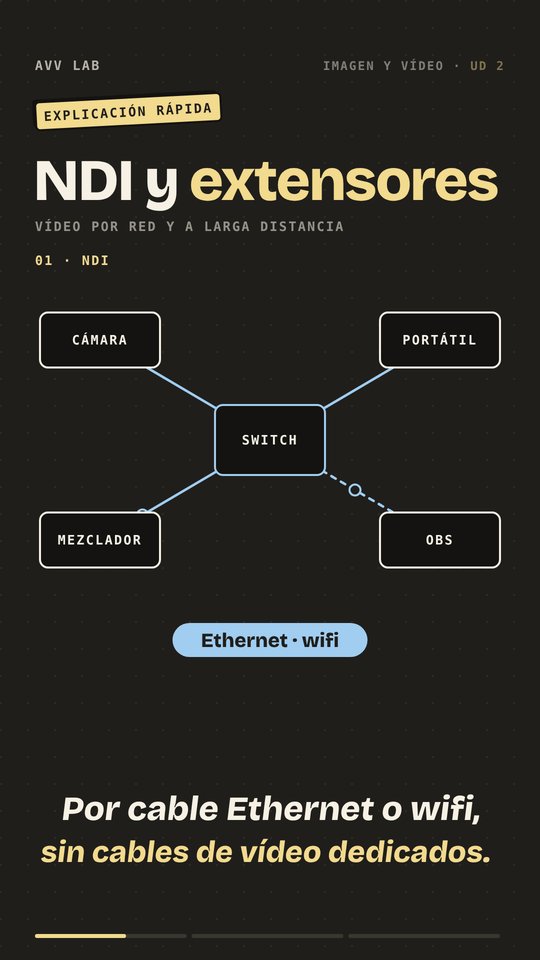 AVV LAB
IMAGEN Y VÍDEO · UD 2
EXPLICACIÓN RÁPIDA
NDI y extensores
VÍDEO POR RED Y A LARGA DISTANCIA
01 · NDI
CÁMARA
PORTÁTIL
SWITCH
MEZCLADOR
OBS
Ethernet · wifi
Por cable Ethernet o wifi,
sin cables de vídeo dedicados.